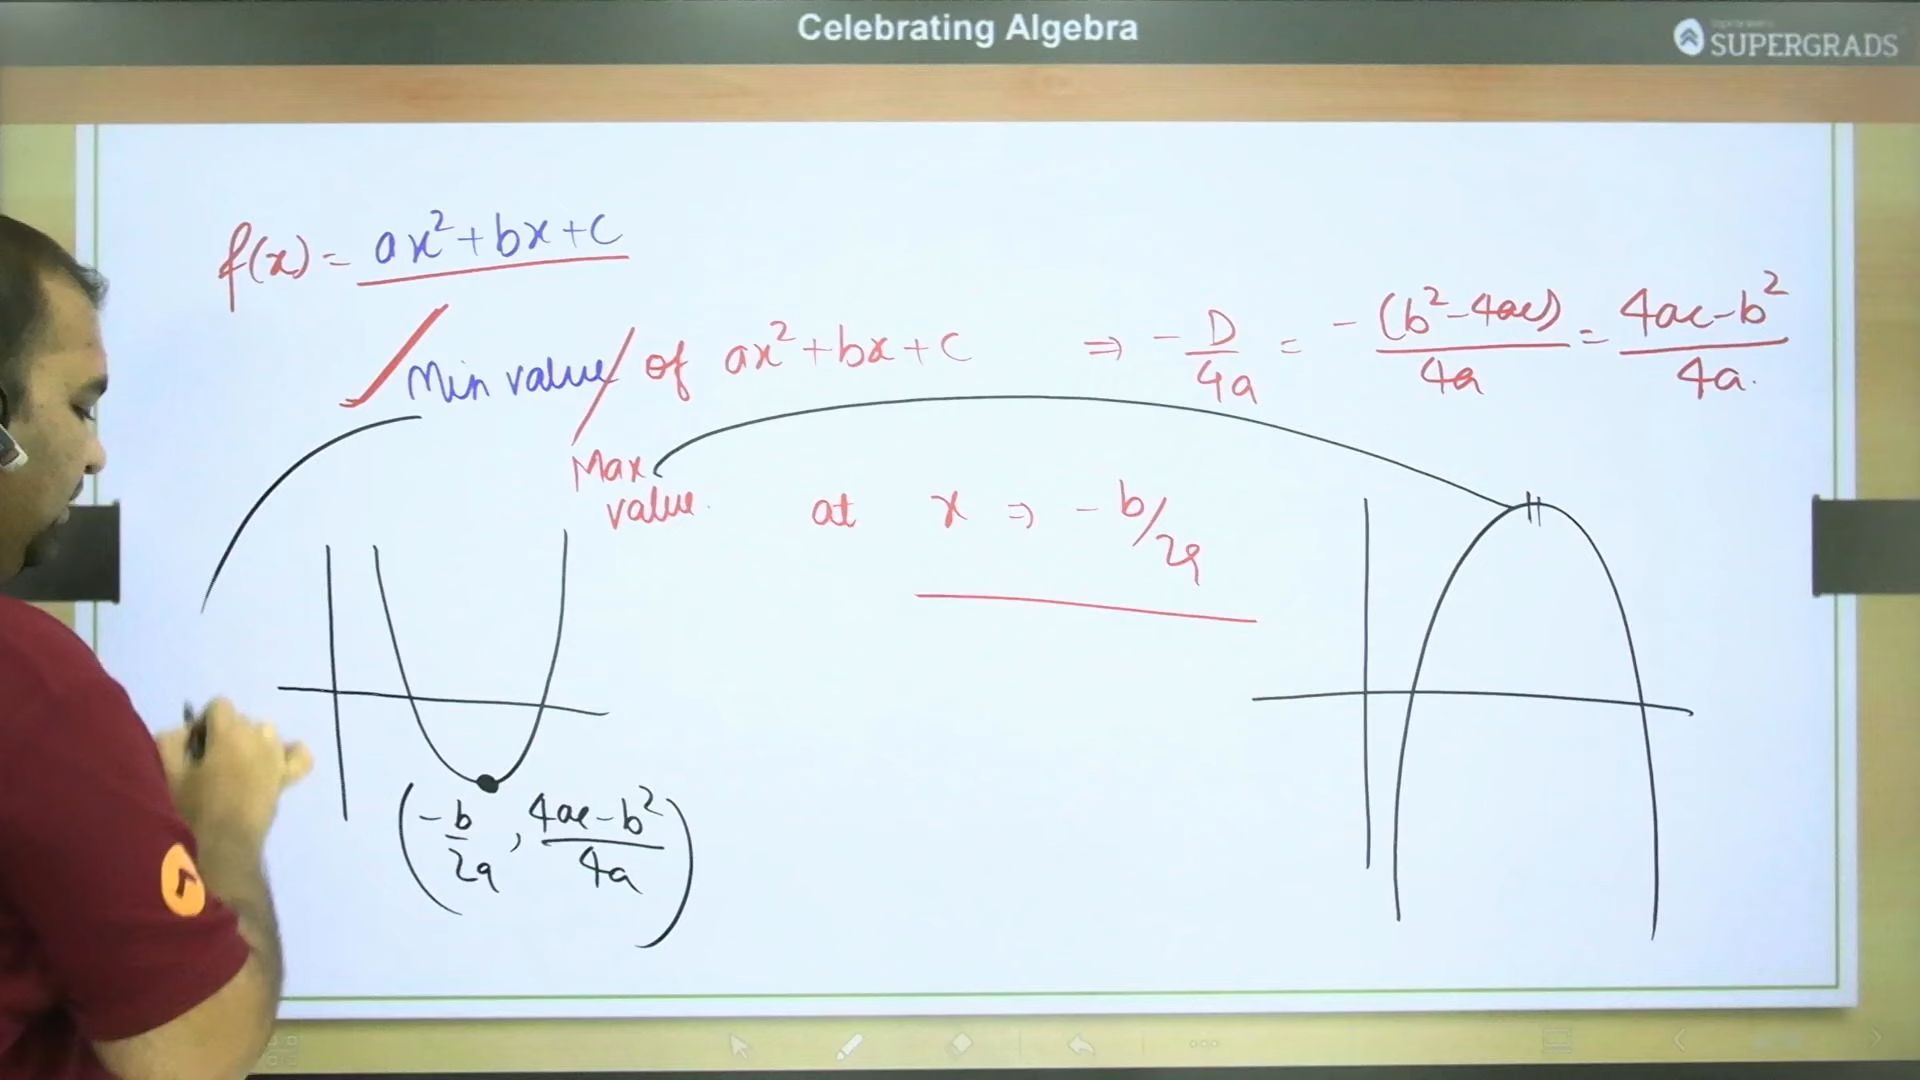 Celebrating Algebra
SUPERGRADS
f(x) = ax²+bx+c
Min value / of ax²+bx+c ⇒ -D/4a = -(b²-4ac)/4a = 4ac-b²/4a.
Max
value. at x ⇒ -b/2a
(-b/2a, 4ac-b²/4a)